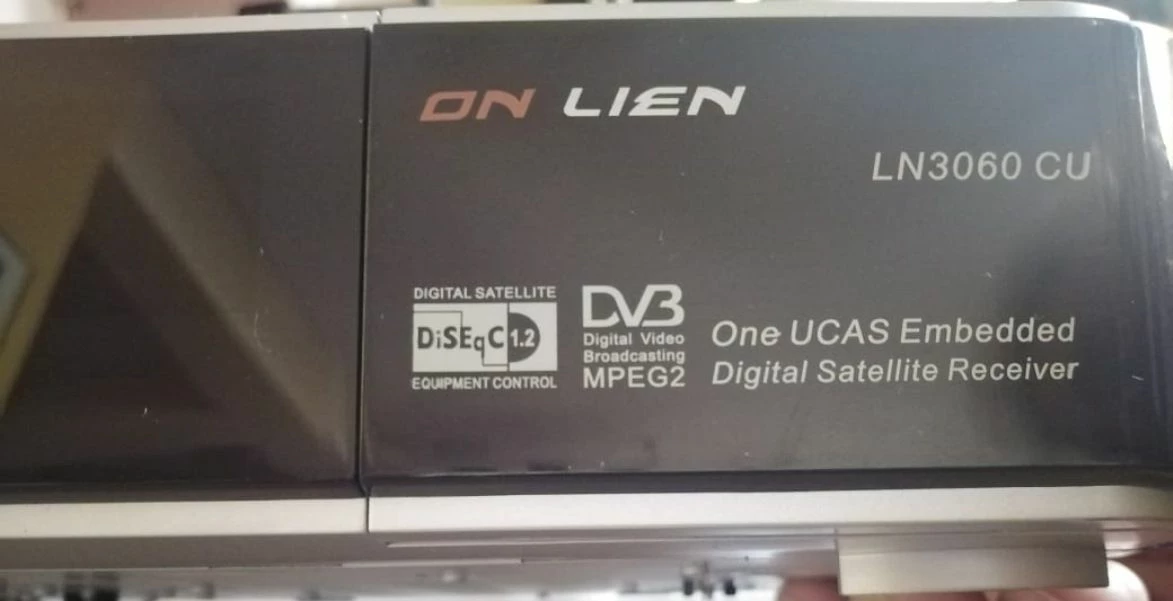 ON LIEN
LN3060 CU
DIGITAL SATELLITE
DiSEqC 1.2
EQUIPMENT CONTROL
DVB
Digital Video
Broadcasting
MPEG2
One UCAS Embedded
Digital Satellite Receiver